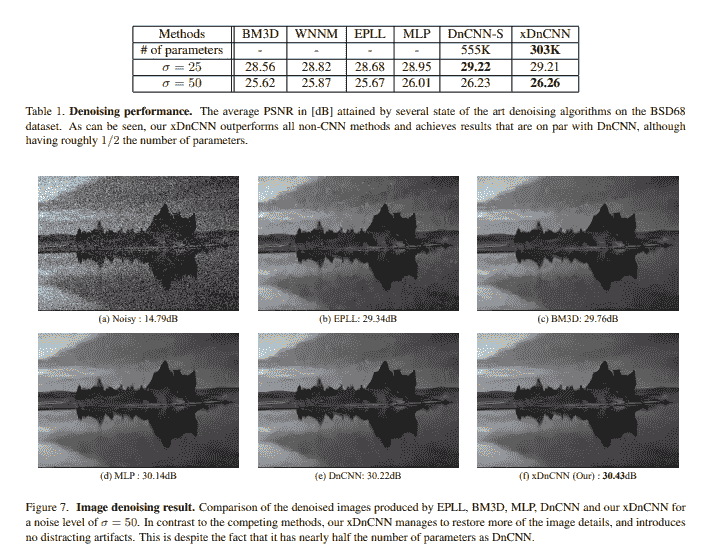 Methods BM3D WNNM EPLL MLP DnCNN-S xDnCNN
# of parameters - - - - 555K 303K
σ = 25 28.56 28.82 28.68 28.95 29.22 29.21
σ = 50 25.62 25.87 25.67 26.01 26.23 26.26
Table 1. Denoising performance. The average PSNR in [dB] attained by several state of the art denoising algorithms on the BSD68
dataset. As can be seen, our xDnCNN outperforms all non-CNN methods and achieves results that are on par with DnCNN, although
having roughly 1/2 the number of parameters.
(a) Noisy : 14.79dB
(b) EPLL: 29.34dB
(c) BM3D: 29.76dB
(d) MLP : 30.14dB
(e) DnCNN: 30.22dB
(f) xDnCNN (Our) : 30.43dB
Figure 7. Image denoising result. Comparison of the denoised images produced by EPLL, BM3D, MLP, DnCNN and our xDnCNN for
a noise level of σ = 50. In contrast to the competing methods, our xDnCNN manages to restore more of the image details, and introduces
no distracting artifacts. This is despite the fact that it has nearly half the number of parameters as DnCNN.